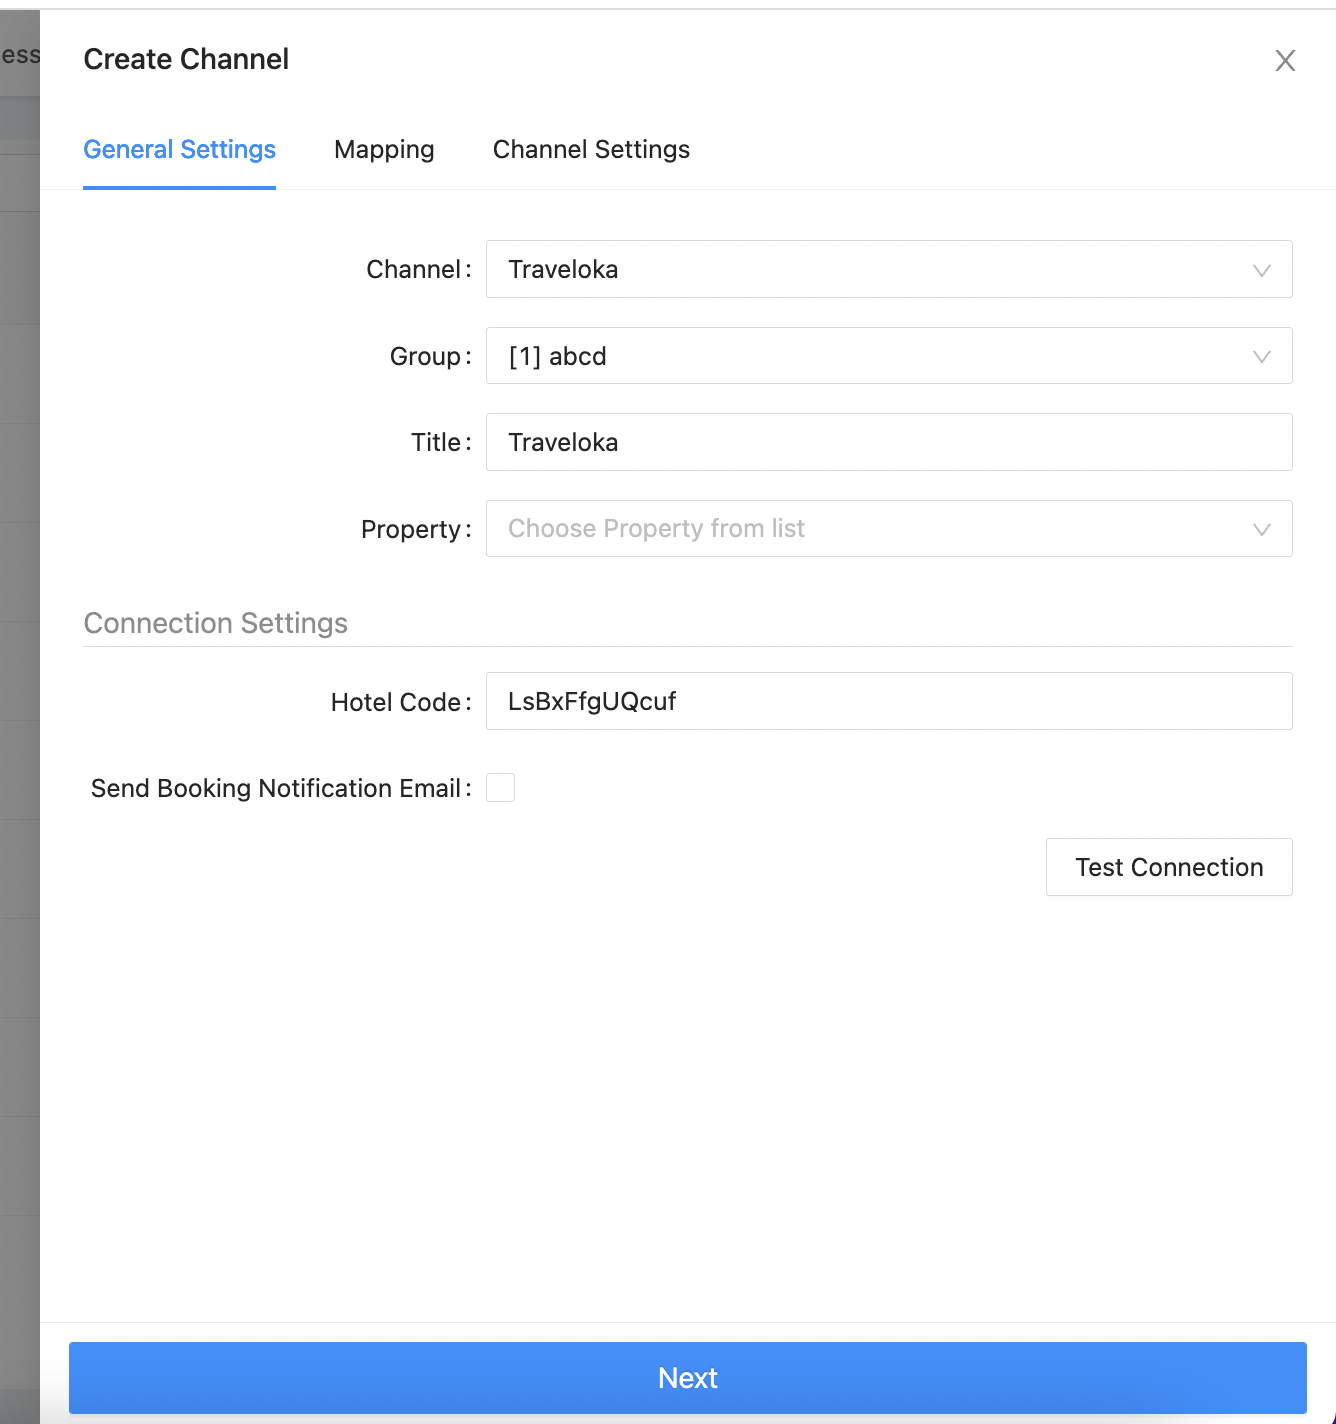 ess
Create Channel
X
General Settings Mapping Channel Settings
Channel: Traveloka
Group: [1] abcd
Title: Traveloka
Property: Choose Property from list
Connection Settings
Hotel Code: LsBxFfgUQcuf
Send Booking Notification Email:
Test Connection
Next